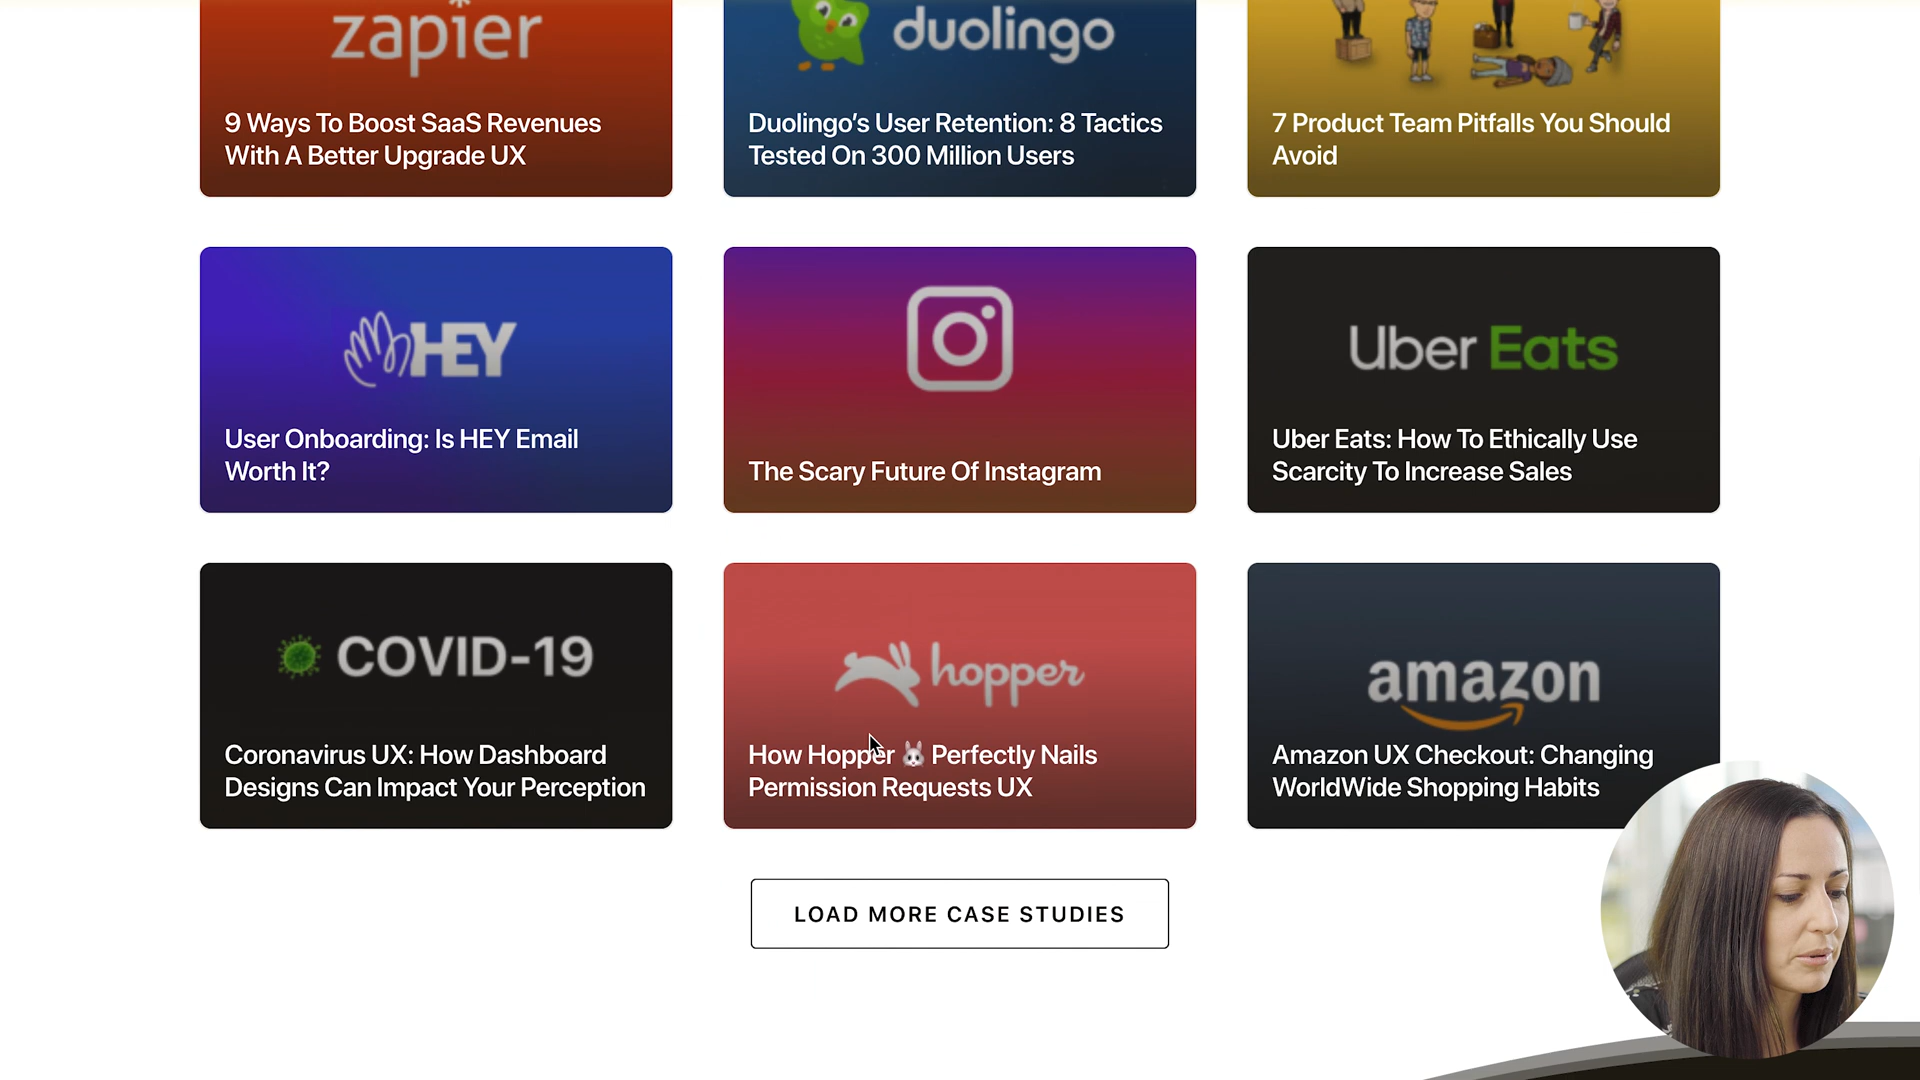 zapier
duolingo
9 Ways To Boost SaaS Revenues
With A Better Upgrade UX
Duolingo’s User Retention: 8 Tactics
Tested On 300 Million Users
7 Product Team Pitfalls You Should
Avoid
HEY
Uber Eats
User Onboarding: Is HEY Email
Worth It?
The Scary Future Of Instagram
Uber Eats: How To Ethically Use
Scarcity To Increase Sales
COVID-19
hopper
amazon
Coronavirus UX: How Dashboard
Designs Can Impact Your Perception
How Hopper 🐰 Perfectly Nails
Permission Requests UX
Amazon UX Checkout: Changing
WorldWide Shopping Habits
LOAD MORE CASE STUDIES